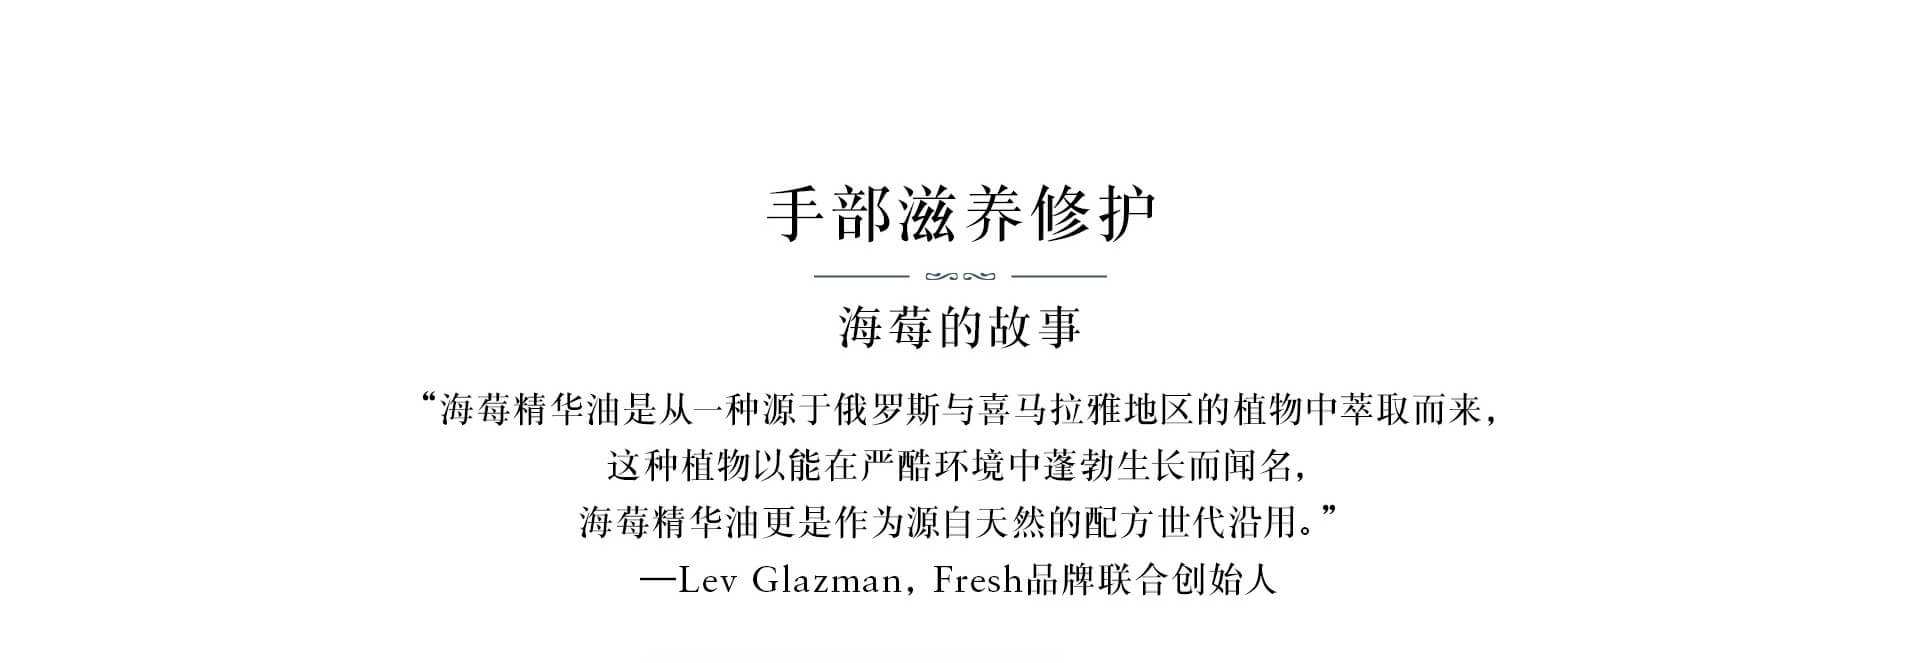 手部滋养修护
海莓的故事
“海莓精华油是从一种源于俄罗斯与喜马拉雅地区的植物中萃取而来，
这种植物以能在严酷环境中蓬勃生长而闻名，
海莓精华油更是作为源自天然的配方世代沿用。”
—Lev Glazman，Fresh品牌联合创始人